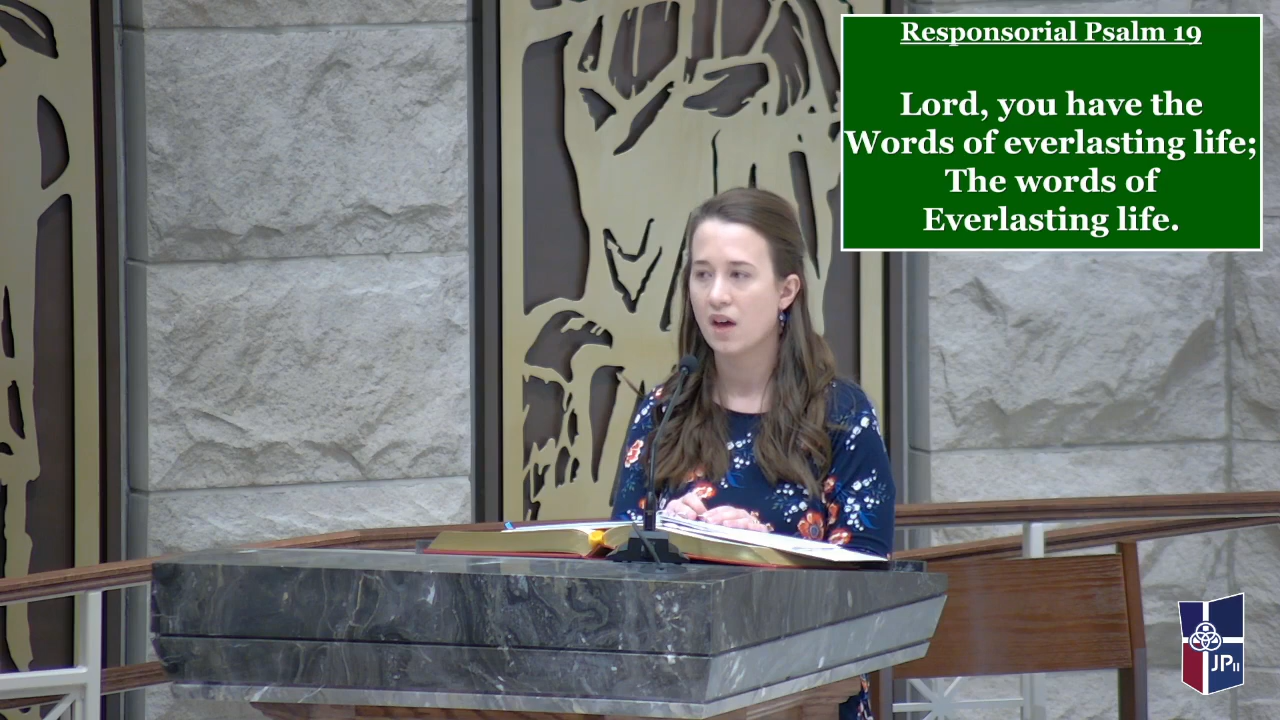 Responsorial Psalm 19
Lord, you have the
Words of everlasting life;
The words of
Everlasting life.
JPII